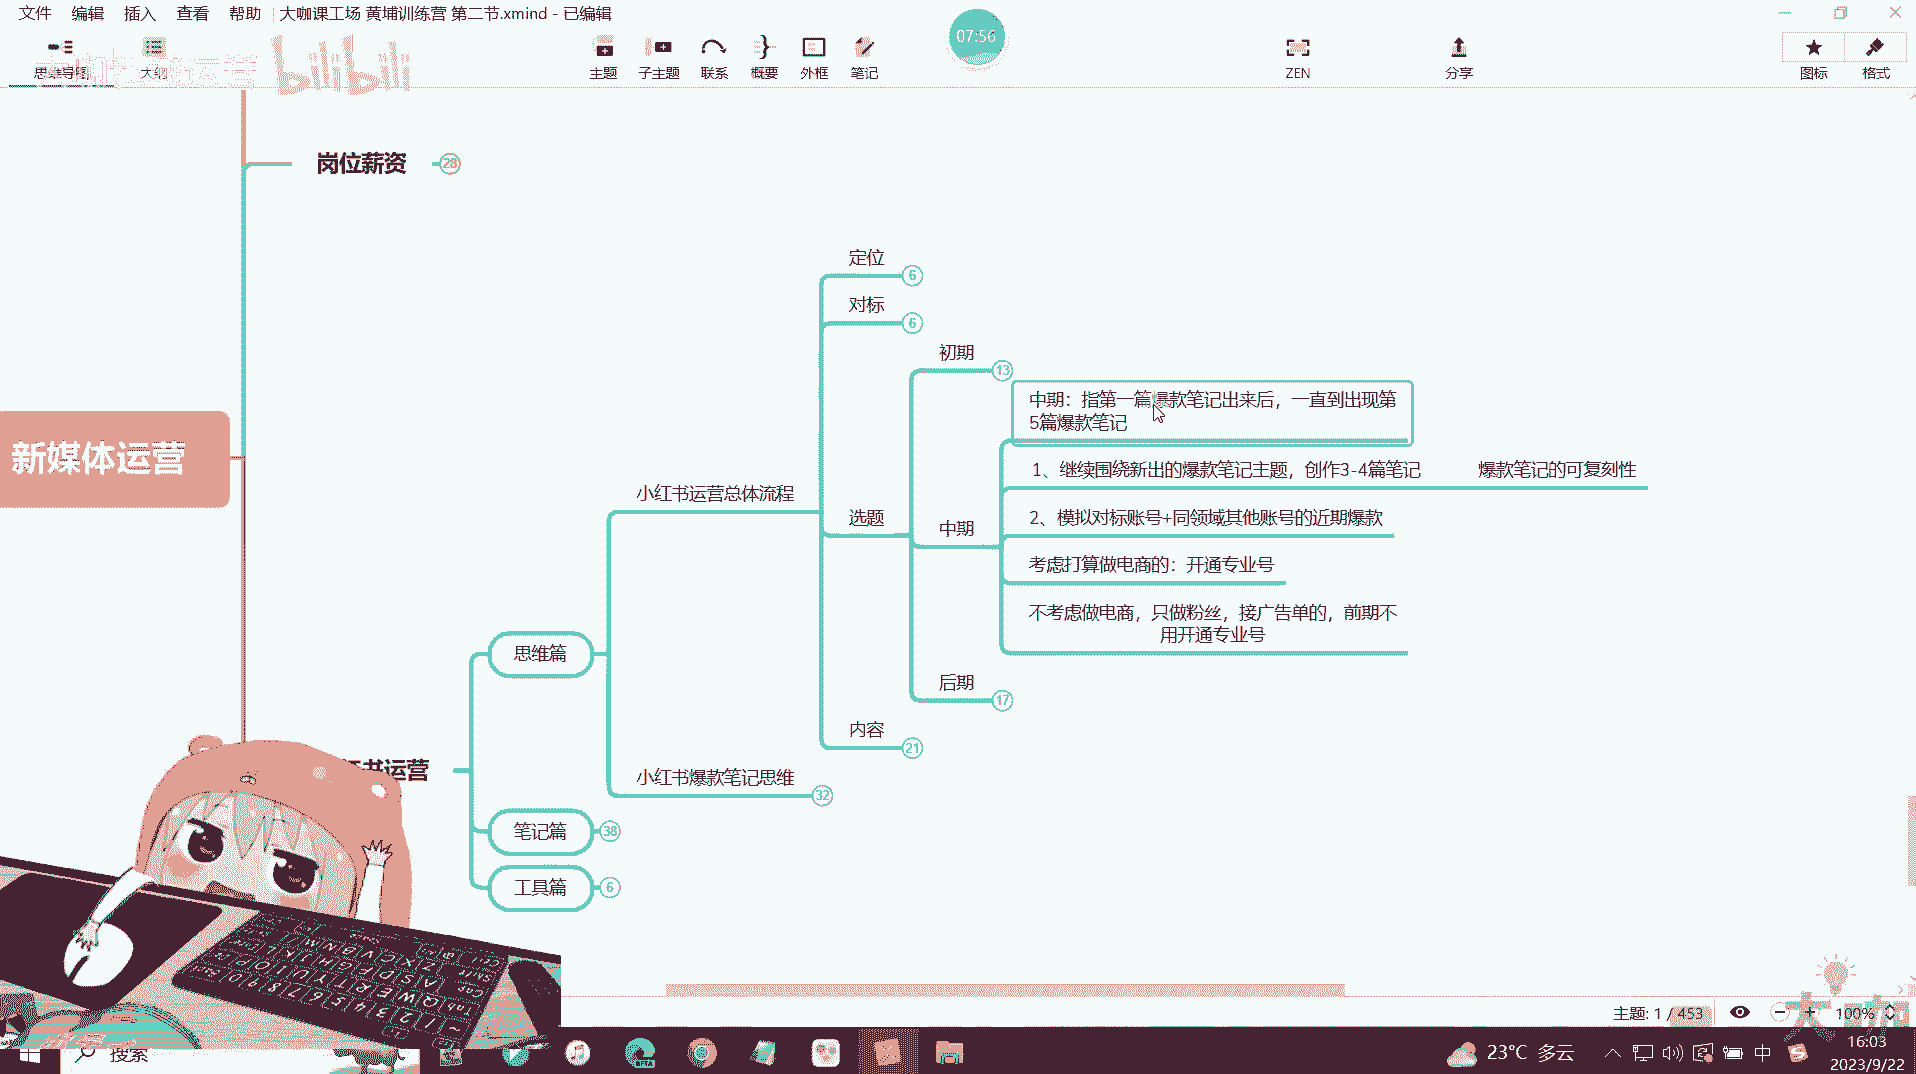 文件 编辑 插入 查看 帮助 大咖课工场 黄埔训练营 第二节.xmind - 已编辑
07:56
思维导图 大纲 主题 子主题 联系 概要 外框 笔记 ZEN 分享 图标 格式
bilibili
岗位薪资 28
定位 6
对标 6
初期 13
中期：指第一篇爆款笔记出来后，一直到出现第
5篇爆款笔记
新媒体运营
1、继续围绕新出的爆款笔记主题，创作3-4篇笔记 爆款笔记的可复刻性
小红书运营总体流程
选题
2、模拟对标账号+同领域其他账号的近期爆款
中期
考虑打算做电商的：开通专业号
不考虑做电商，只做粉丝，接广告单的，前期不
用开通专业号
思维篇
后期 17
内容 21
书运营
小红书爆款笔记思维 32
笔记篇 38
工具篇 6
主题: 1 / 453 100%
大咖
搜索
23°C 多云 中
16:03
2023/9/22